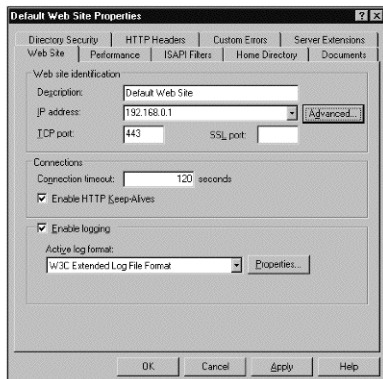 Default Web Site Properties
Directory Security HTTP Headers Custom Errors Server Extensions
Web Site Performance ISAPI Filters Home Directory Documents
Web site identification
Description: Default Web Site
IP address: 192.168.0.1 Advanced...
TCP port: 443 SSL port:
Connections
Connection timeout: 120 seconds
Enable HTTP Keep-Alives
Enable logging
Active log format:
W3C Extended Log File Format Properties...
OK Cancel Apply Help